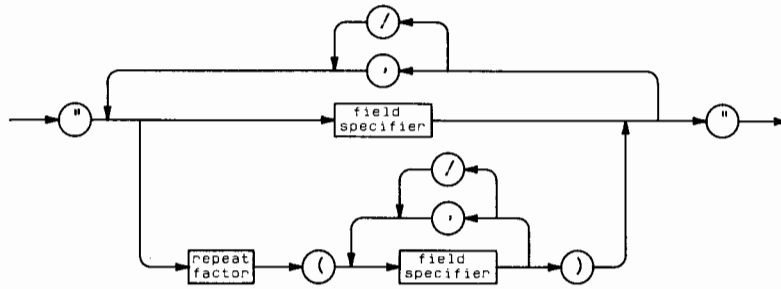 /
,
"
field
specifier
"
/
,
repeat
factor
(
field
specifier
)